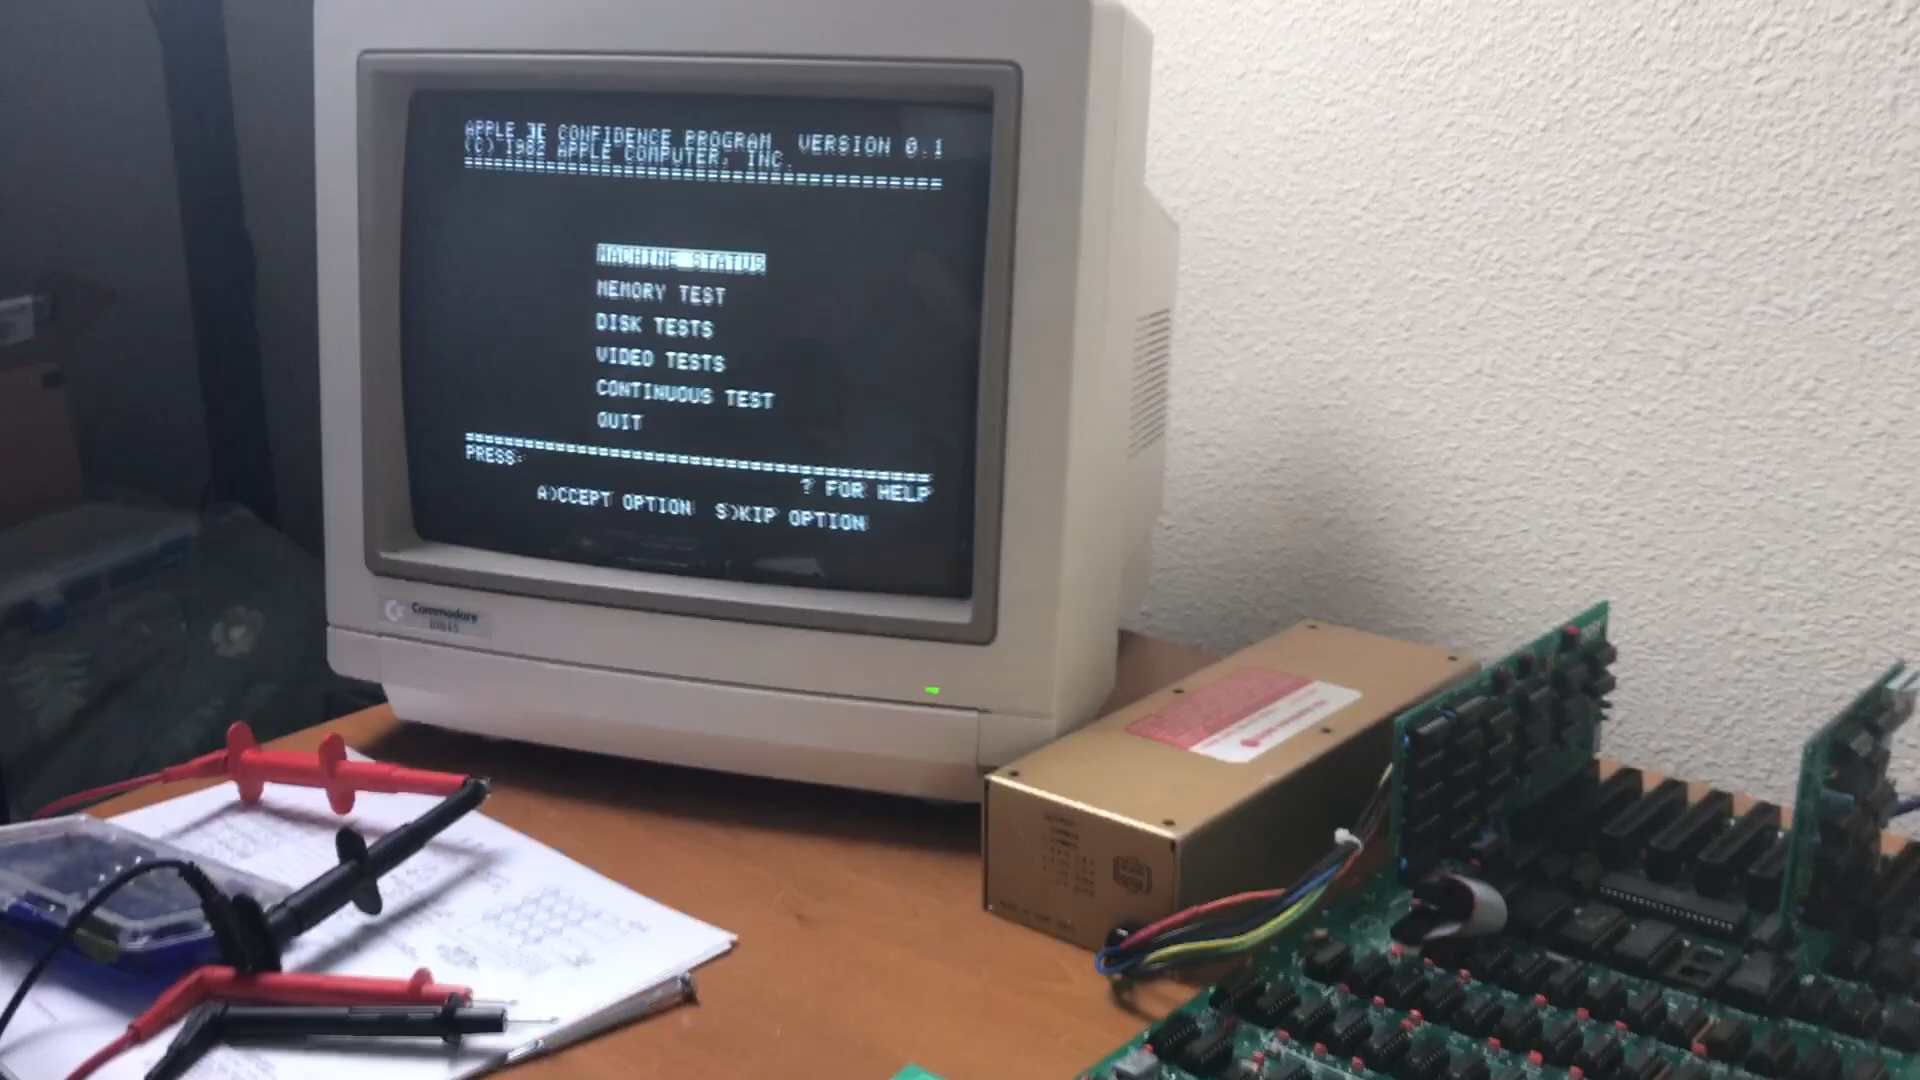 APPLE ][ CONFIDENCE PROGRAM VERSION 0.1
(C) 1982 APPLE COMPUTER, INC.
========================================
MACHINE STATUS
MEMORY TEST
DISK TESTS
VIDEO TESTS
CONTINUOUS TEST
QUIT
========================================
PRESS:
? FOR HELP
A)CCEPT OPTION S)KIP OPTION
Commodore